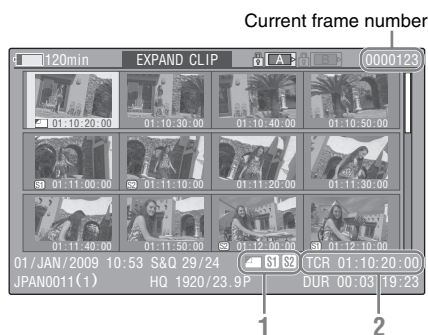 Current frame number
120min EXPAND CLIP A B 0000123
01:10:20:00 01:10:30:00 01:10:40:00 01:10:50:00
S1 01:11:00:00 S2 01:11:10:00 01:11:20:00 01:11:30:00
01:11:40:00 01:11:50:00 S2 01:12:00:00 S1 01:12:10:00
01/JAN/2009 10:53 S&Q 29/24 S1 S2 TCR 01:10:20:00
JPAN0011(1) HQ 1920/23.9P DUR 00:03:19:23
1 2